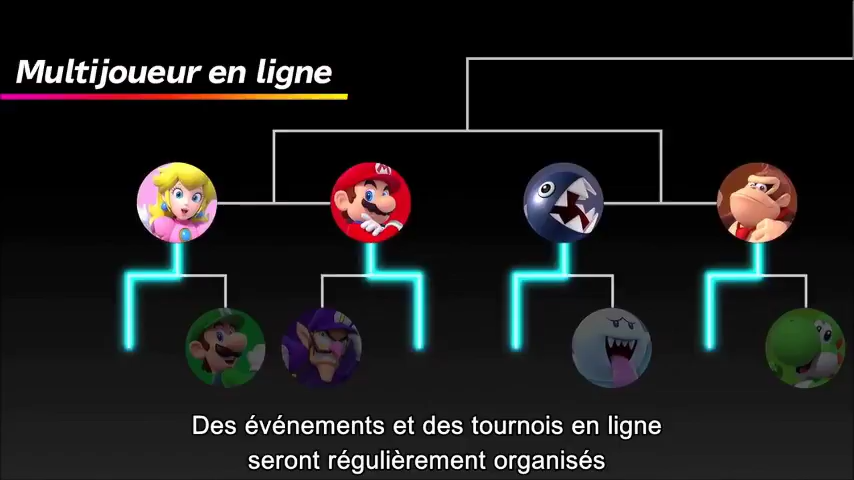 Multijoueur en ligne
Des événements et des tournois en ligne
seront régulièrement organisés